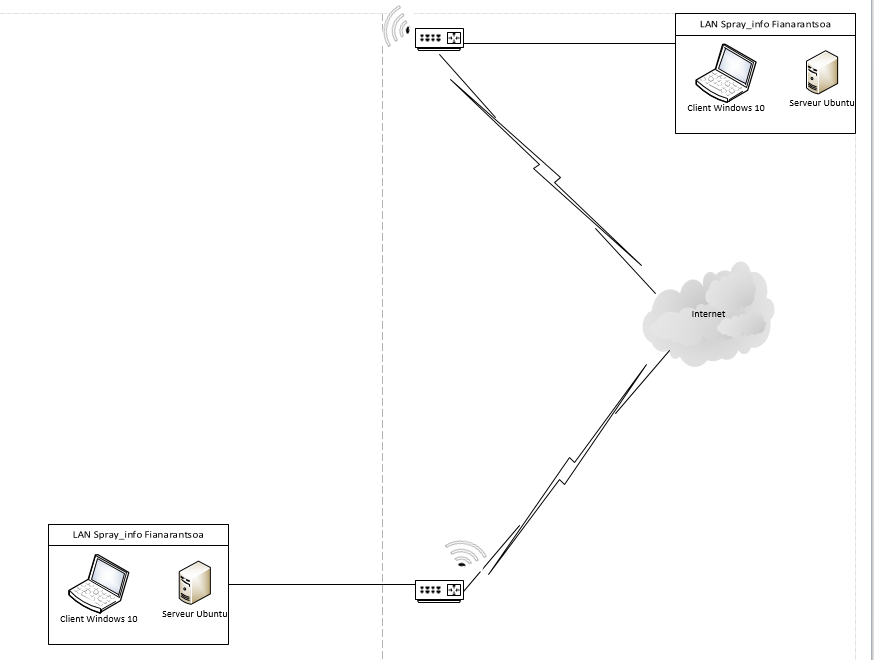 LAN Spray_info Fianarantsoa
Client Windows 10
Serveur Ubuntu
Internet
LAN Spray_info Fianarantsoa
Client Windows 10
Serveur Ubuntu